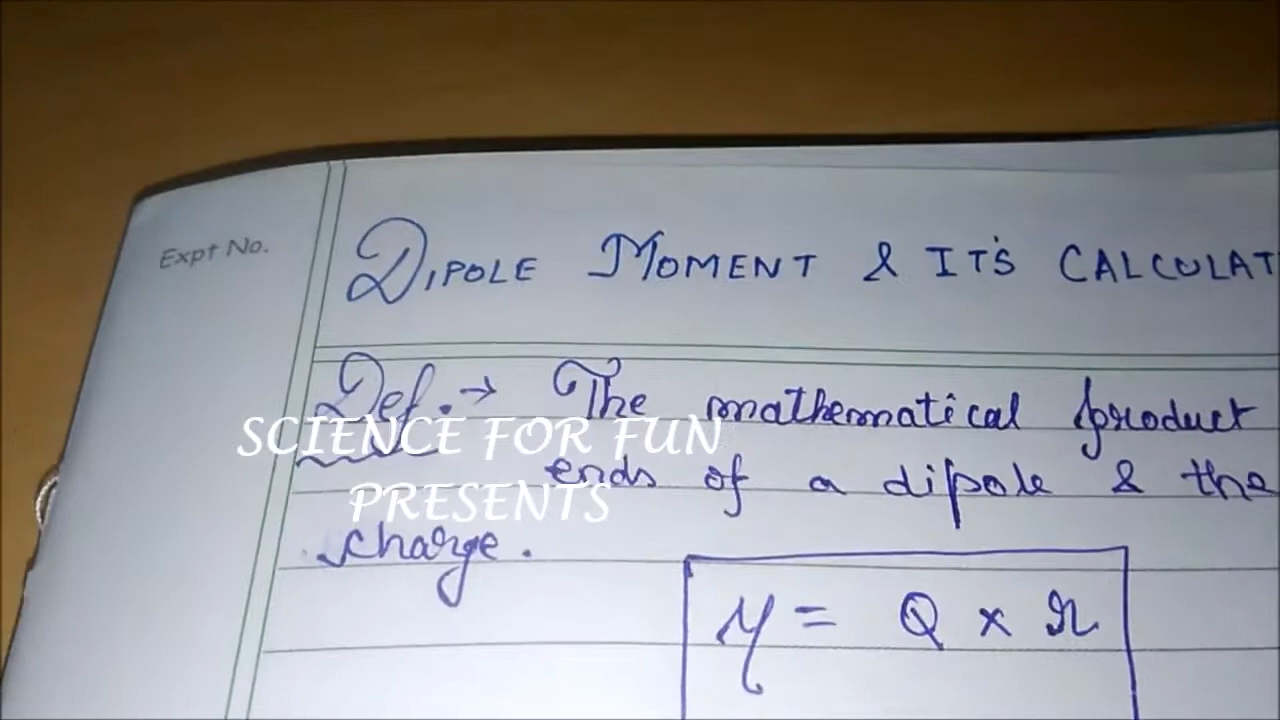 Expt No.
DIPOLE MOMENT & IT'S CALCULAT
Def. → The mathematical product
SCIENCE FOR FUN
ends of a dipole & the
PRESENTS
charge.
μ = Q × r